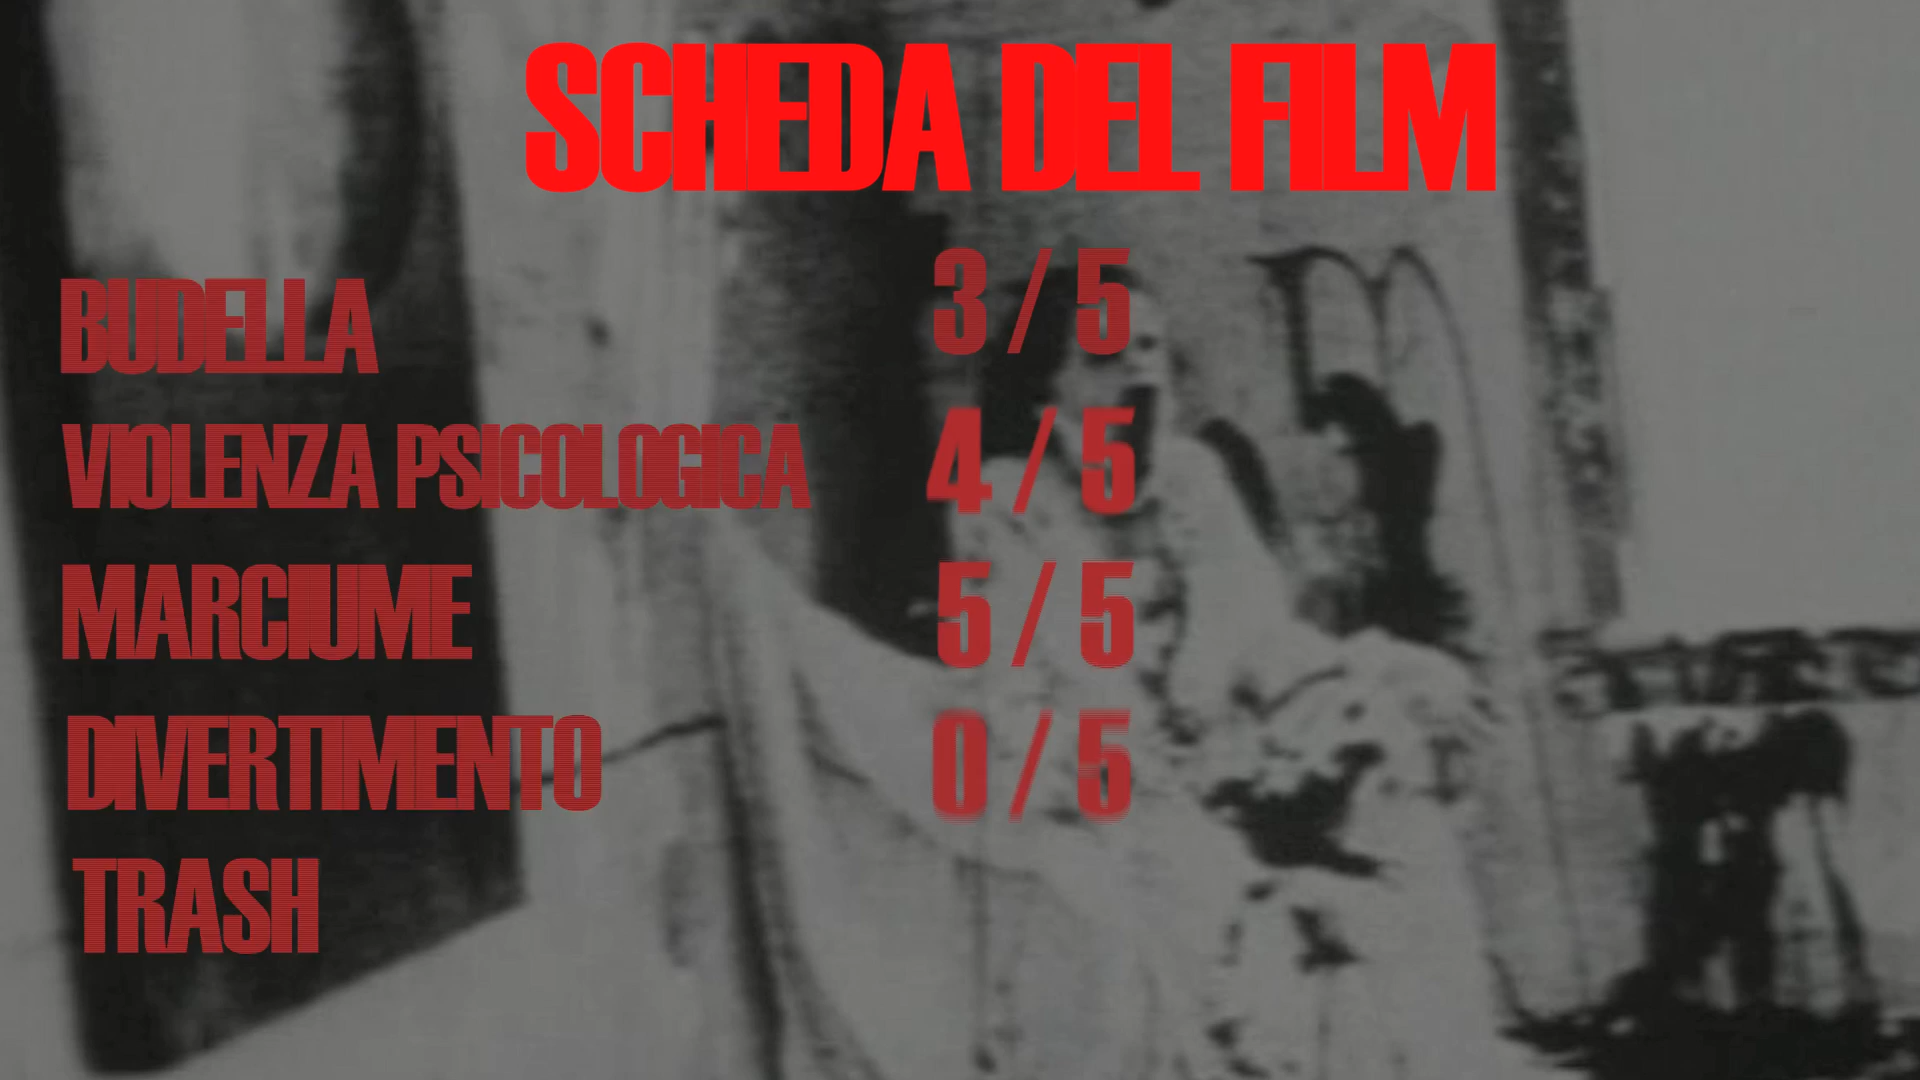 SCHEDA DEL FILM
BUDELLA 3 / 5
VIOLENZA PSICOLOGICA 4 / 5
MARCIUME 5 / 5
DIVERTIMENTO 0 / 5
TRASH